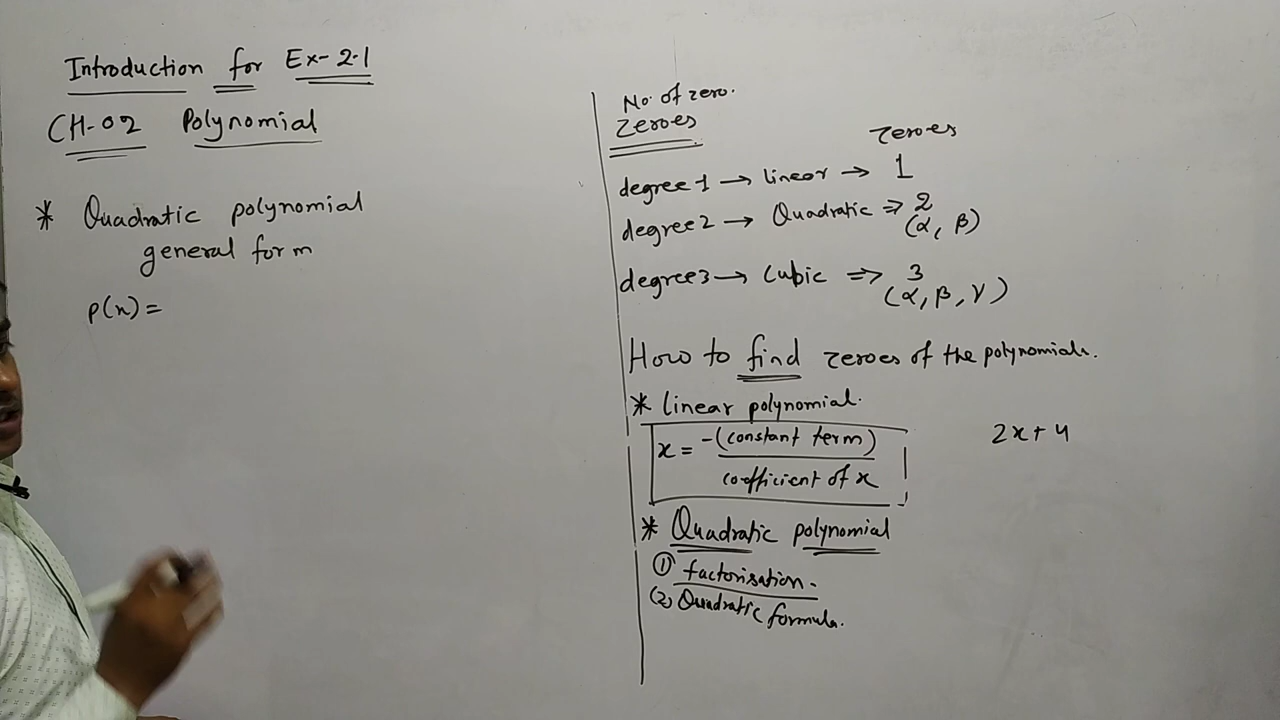 Introduction for Ex-2.1
CH-02 Polynomial
* Quadratic polynomial
general form
p(x) =
No. of zero.
Zeroes
zeroes
degree 1 → linear → 1
degree 2 → Quadratic ⇒ 2
(α, β)
degree 3 → Cubic ⇒ 3
(α, β, γ)
How to find zeroes of the polynomials.
* linear polynomial.
x = -(constant term)
coefficient of x
2x + 4
* Quadratic polynomial
① factorisation.
(2) Quadratic formula.